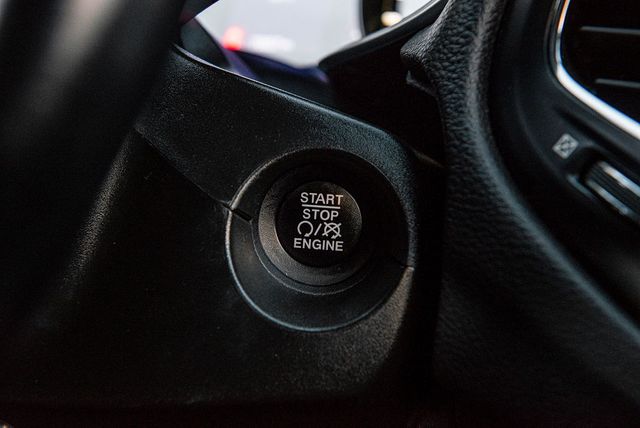 START
STOP
/
ENGINE